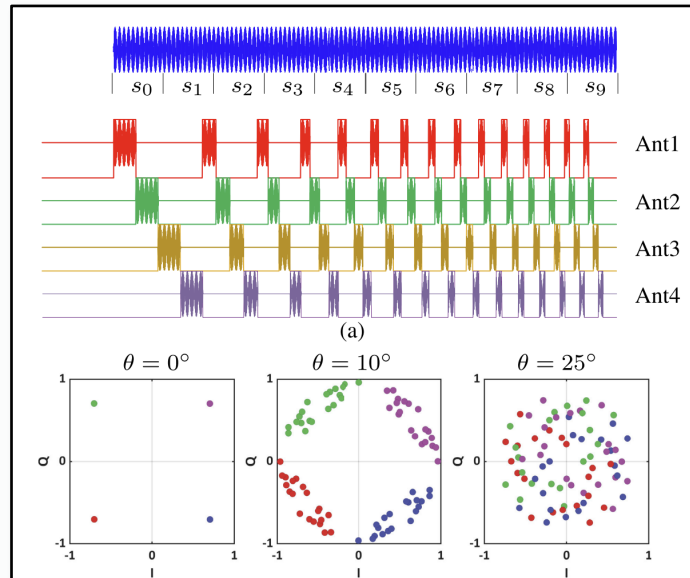 s0 s1 s2 s3 s4 s5 s6 s7 s8 s9
Ant1
Ant2
Ant3
Ant4
(a)
θ = 0° θ = 10° θ = 25°
1 1 1
Q 0 Q 0 Q 0
-1 -1 -1
-1 0 1 -1 0 1 -1 0 1
I I I